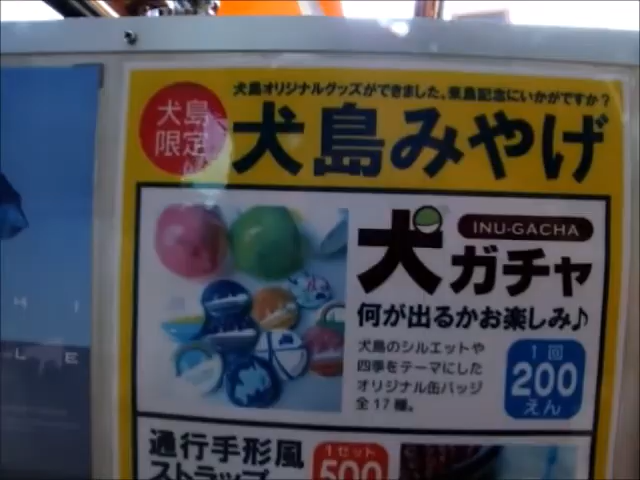 犬島オリジナルグッズができました、来島記念にいかがですか？
犬島
限定
犬島みやげ
犬ガチャ
INU-GACHA
何が出るかお楽しみ♪
犬島のシルエットや
四季をテーマにした
オリジナル缶バッジ
全17種。
1回
200
えん
通行手形風
ストラップ
1セット
500
H I
L E